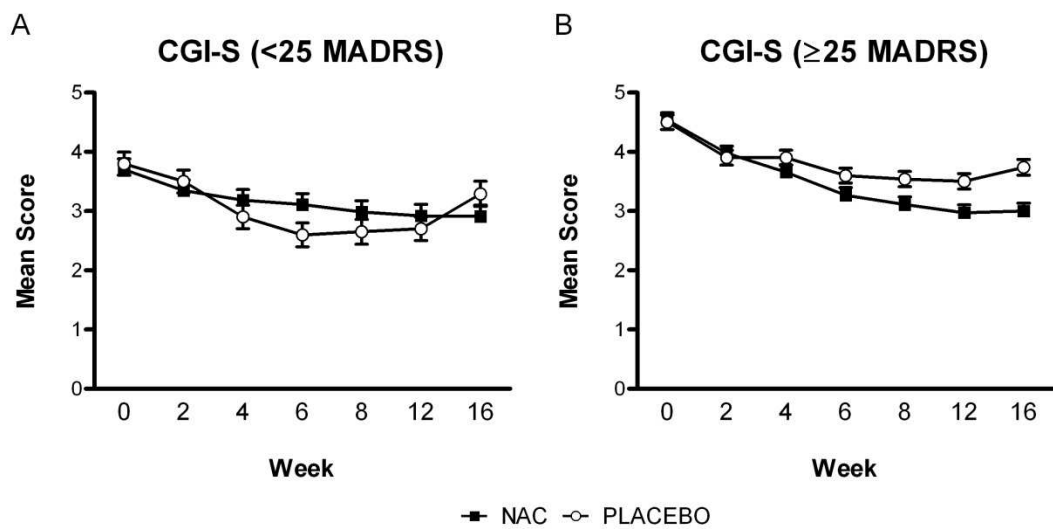 A
CGI-S (<25 MADRS)
5
4
3
2
1
0
Mean Score
0 2 4 6 8 12 16
Week
B
CGI-S (≥25 MADRS)
5
4
3
2
1
0
Mean Score
0 2 4 6 8 12 16
Week
NAC PLACEBO